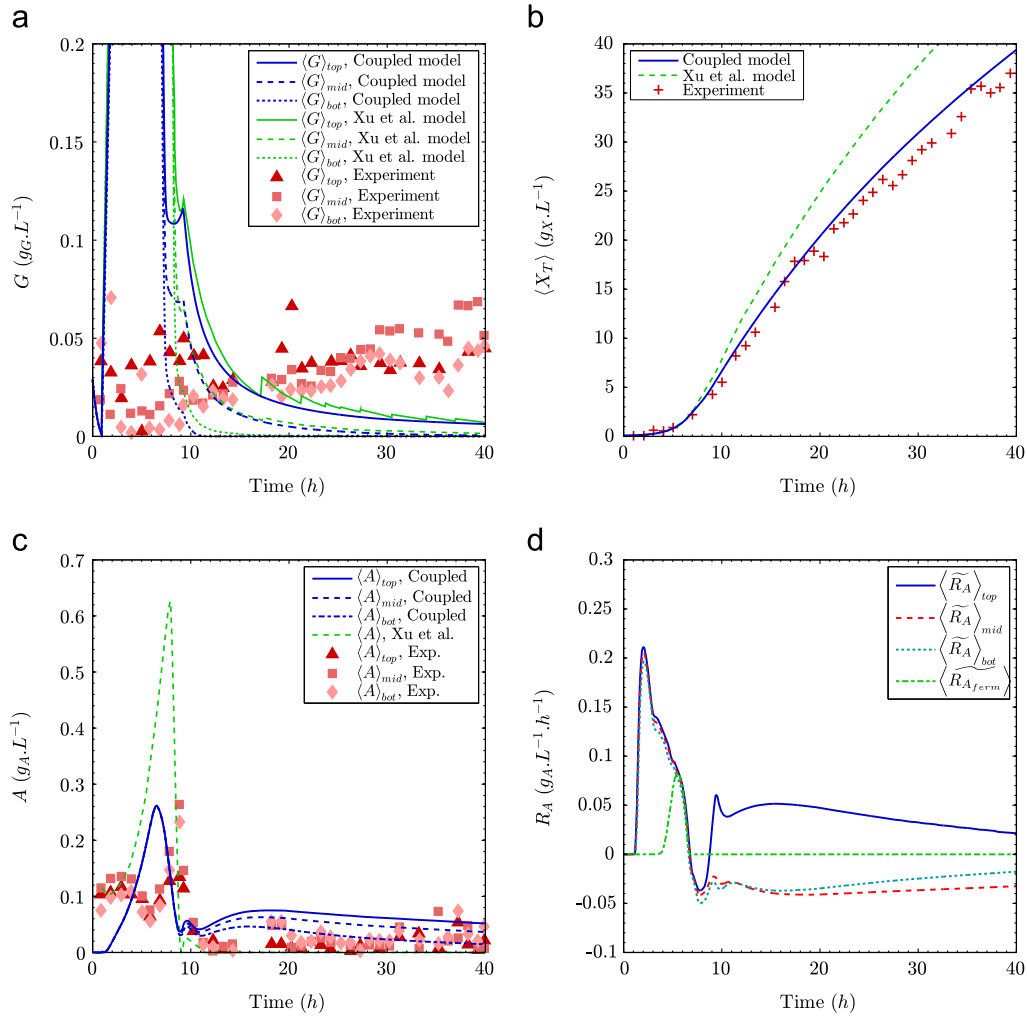 a
0.2
0.15
0.1
0.05
0
0
10
20
30
40
G (g_G.L^{-1})
Time (h)
⟨G⟩_top, Coupled model
⟨G⟩_mid, Coupled model
⟨G⟩_bot, Coupled model
⟨G⟩_top, Xu et al. model
⟨G⟩_mid, Xu et al. model
⟨G⟩_bot, Xu et al. model
⟨G⟩_top, Experiment
⟨G⟩_mid, Experiment
⟨G⟩_bot, Experiment
b
40
35
30
25
20
15
10
5
0
0
10
20
30
40
⟨X_T⟩ (g_X.L^{-1})
Time (h)
Coupled model
Xu et al. model
Experiment
c
0.7
0.6
0.5
0.4
0.3
0.2
0.1
0
0
10
20
30
40
A (g_A.L^{-1})
Time (h)
⟨A⟩_top, Coupled
⟨A⟩_mid, Coupled
⟨A⟩_bot, Coupled
⟨A⟩, Xu et al.
⟨A⟩_top, Exp.
⟨A⟩_mid, Exp.
⟨A⟩_bot, Exp.
d
0.3
0.25
0.2
0.15
0.1
0.05
0
-0.05
-0.1
0
10
20
30
40
R_A (g_A.L^{-1}.h^{-1})
Time (h)
⟨R̃_A⟩_top
⟨R̃_A⟩_mid
⟨R̃_A⟩_bot
⟨R̃_{A_ferm}⟩